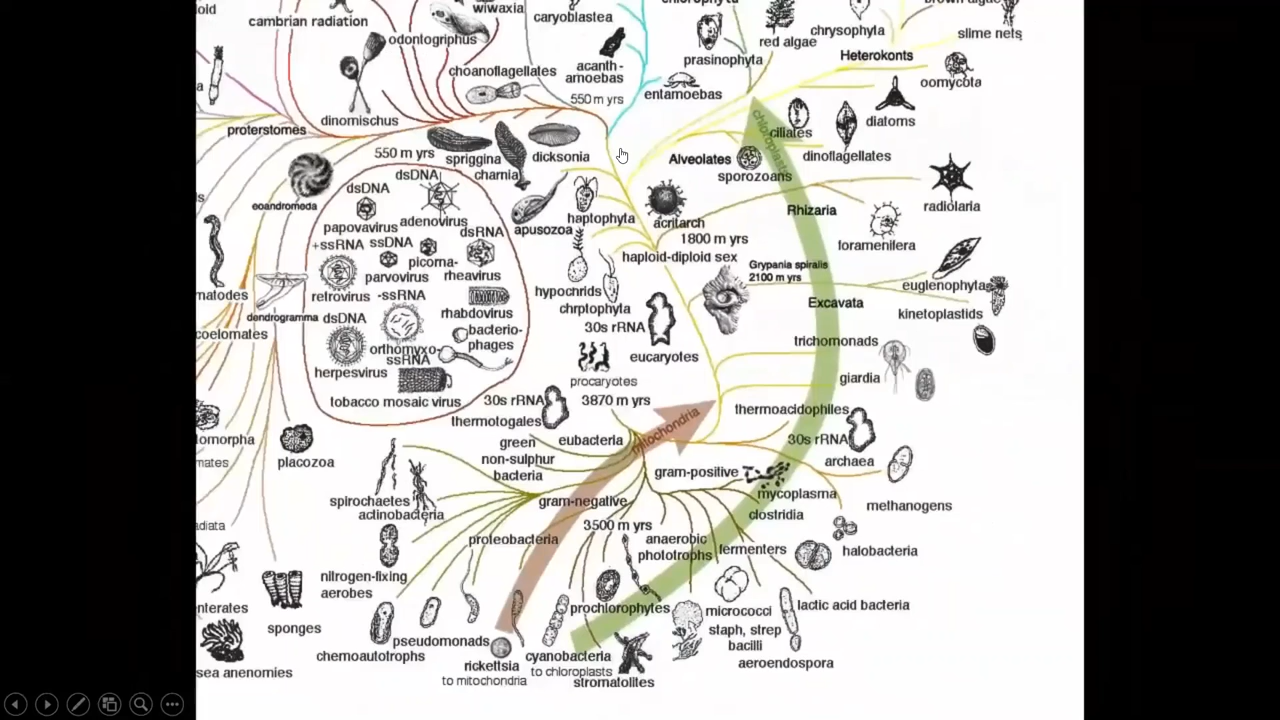 oid
cambrian radiation
wiwaxia
odontogriphus
caryoblastea
chlorophyta
brown algae
chrysophyta
red algae
slime nets
prasinophyta
Heterokonts
choanoflagellates
acanth-
amoebas
550 m yrs
entamoebas
oomycota
a
proterstomes
dinomischus
550 m yrs
spriggina
charnia
dicksonia
chloroplasts
ciliates
diatoms
dinoflagellates
Alveolates
sporozoans
dsDNA
dsDNA
eoandromeda
papovavirus
adenovirus
apusozoa
haptophyta
acritarch
Rhizaria
radiolaria
+ssRNA
ssDNA
dsRNA
1800 m yrs
foramenifera
picorna-
parvovirus
rheavirus
haploid-diploid sex
Grypania spiralis
2100 m yrs
matodes
retrovirus
-ssRNA
hypochrids
euglenophyta
chrptophyta
Excavata
kinetoplastids
dendrogramma
dsDNA
rhabdovirus
30s rRNA
coelomates
bacterio-
phages
orthomyxo-
ssRNA
eucaryotes
trichomonads
herpesvirus
procaryotes
giardia
tobacco mosaic virus
30s rRNA
3870 m yrs
thermotogales
mitochondria
thermoacidophiles
tomorpha
placozoa
green
non-sulphur
bacteria
eubacteria
30s rRNA
archaea
mates
gram-positive
spirochaetes
actinobacteria
gram-negative
mycoplasma
methanogens
clostridia
adiata
3500 m yrs
proteobacteria
anaerobic
phototrophs
fermenters
halobacteria
nitrogen-fixing
aerobes
enterates
sponges
prochlorophytes
micrococci
lactic acid bacteria
pseudomonads
staph, strep
bacilli
chemoautotrophs
rickettsia
cyanobacteria
aeroendospora
sea anenomies
to mitochondria
to chloroplasts
stromatolites